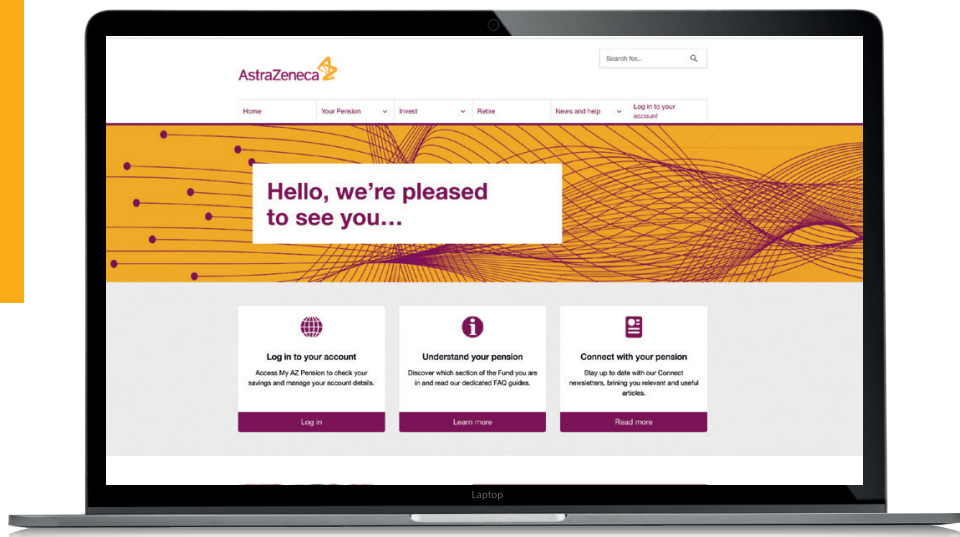 AstraZeneca
Search for...
Home
Your Pension
Invest
Retire
News and help
Log in to your
account
Hello, we're pleased
to see you...
Log in to your account
Access My AZ Pension to check your
savings and manage your account details.
Log in
Understand your pension
Discover which section of the Fund you are
in and read our dedicated FAQ guides.
Learn more
Connect with your pension
Stay up to date with our Connect
newsletters, brining you relevant and useful
articles.
Read more
Laptop